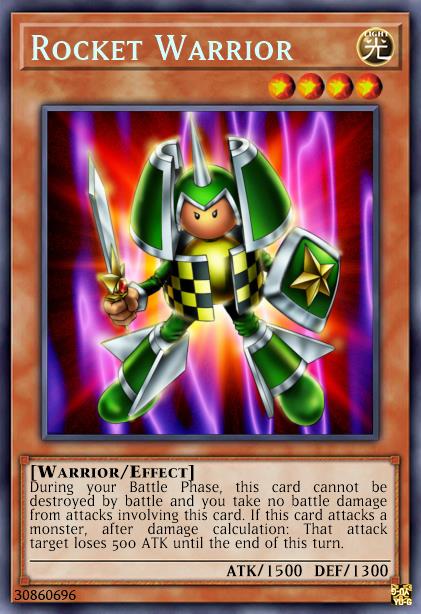 ROCKET WARRIOR
LIGHT
光
[WARRIOR/EFFECT]
During your Battle Phase, this card cannot be
destroyed by battle and you take no battle damage
from attacks involving this card. If this card attacks a
monster, after damage calculation: That attack
target loses 500 ATK until the end of this turn.
ATK/1500 DEF/1300
30860696